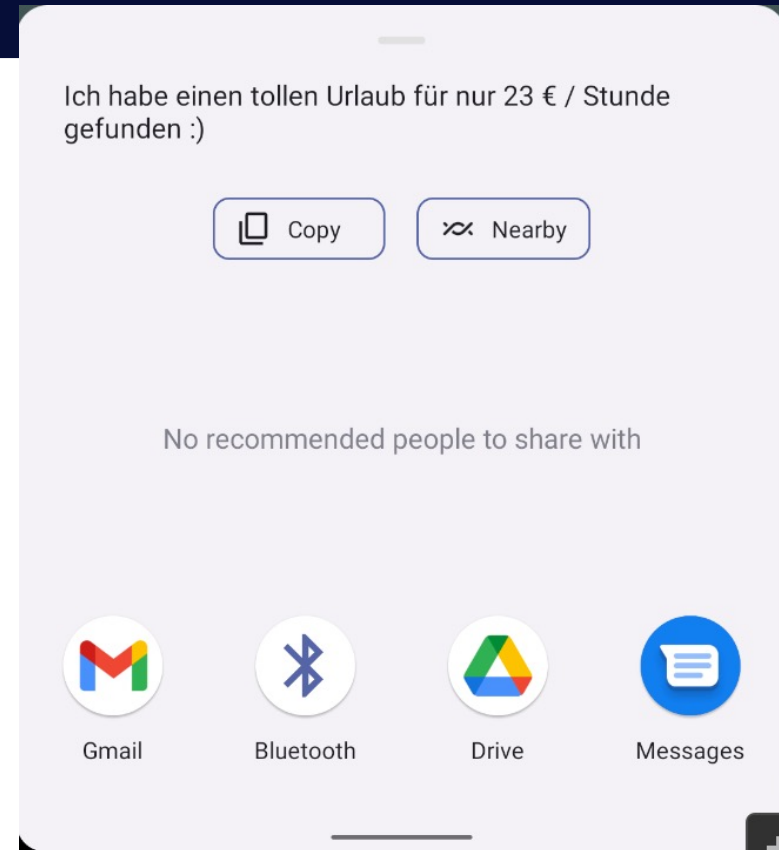 Ich habe einen tollen Urlaub für nur 23 € / Stunde
gefunden :)
Copy
Nearby
No recommended people to share with
Gmail
Bluetooth
Drive
Messages